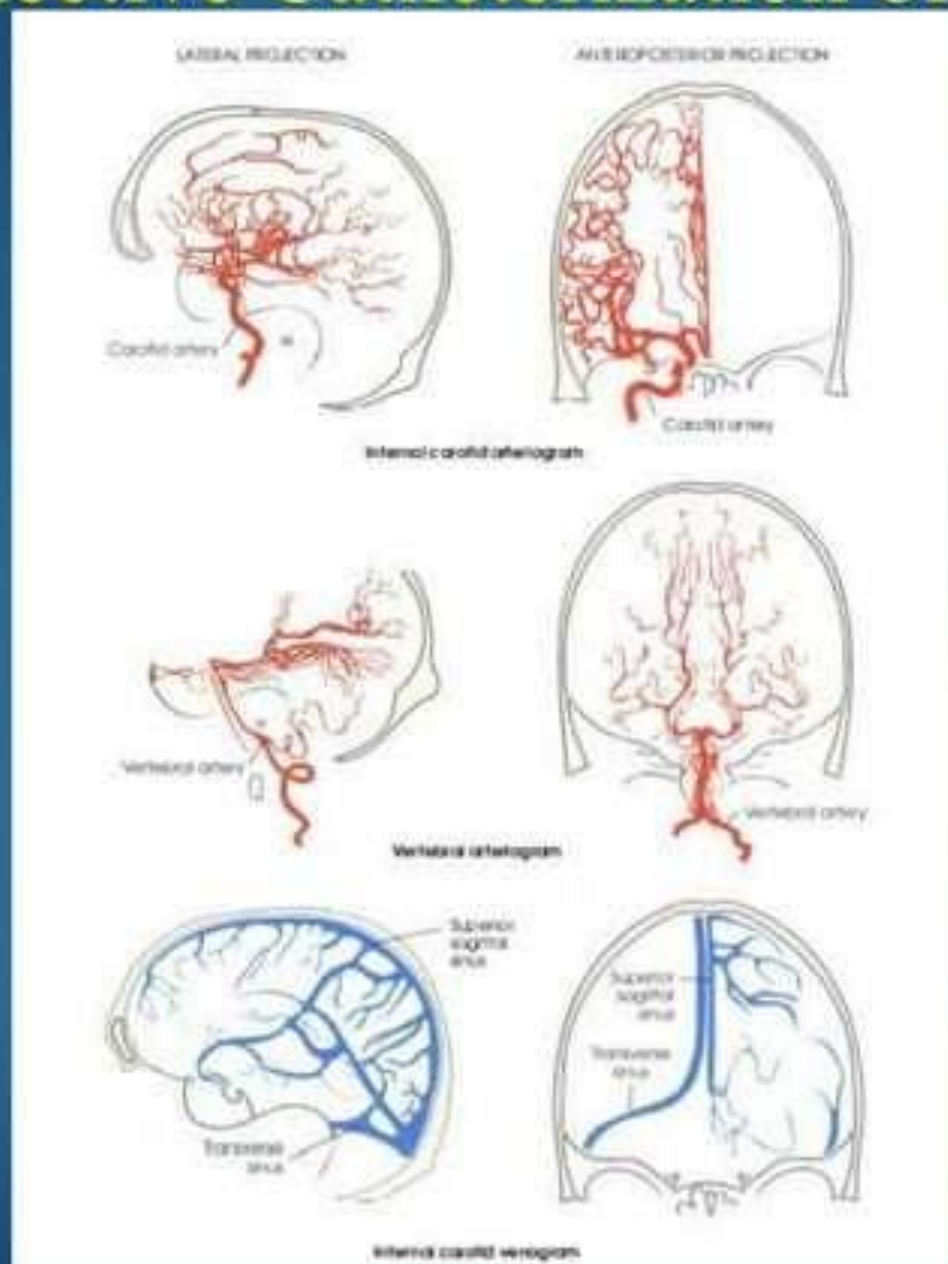 LATERAL PROJECTION
ANTEROPOSTERIOR PROJECTION
Carotid artery
Carotid artery
Internal carotid arteriogram
Vertebral artery
Vertebral artery
Vertebral arteriogram
Superior
sagittal
sinus
Superior
sagittal
sinus
Transverse
sinus
Transverse
sinus
Internal carotid venogram